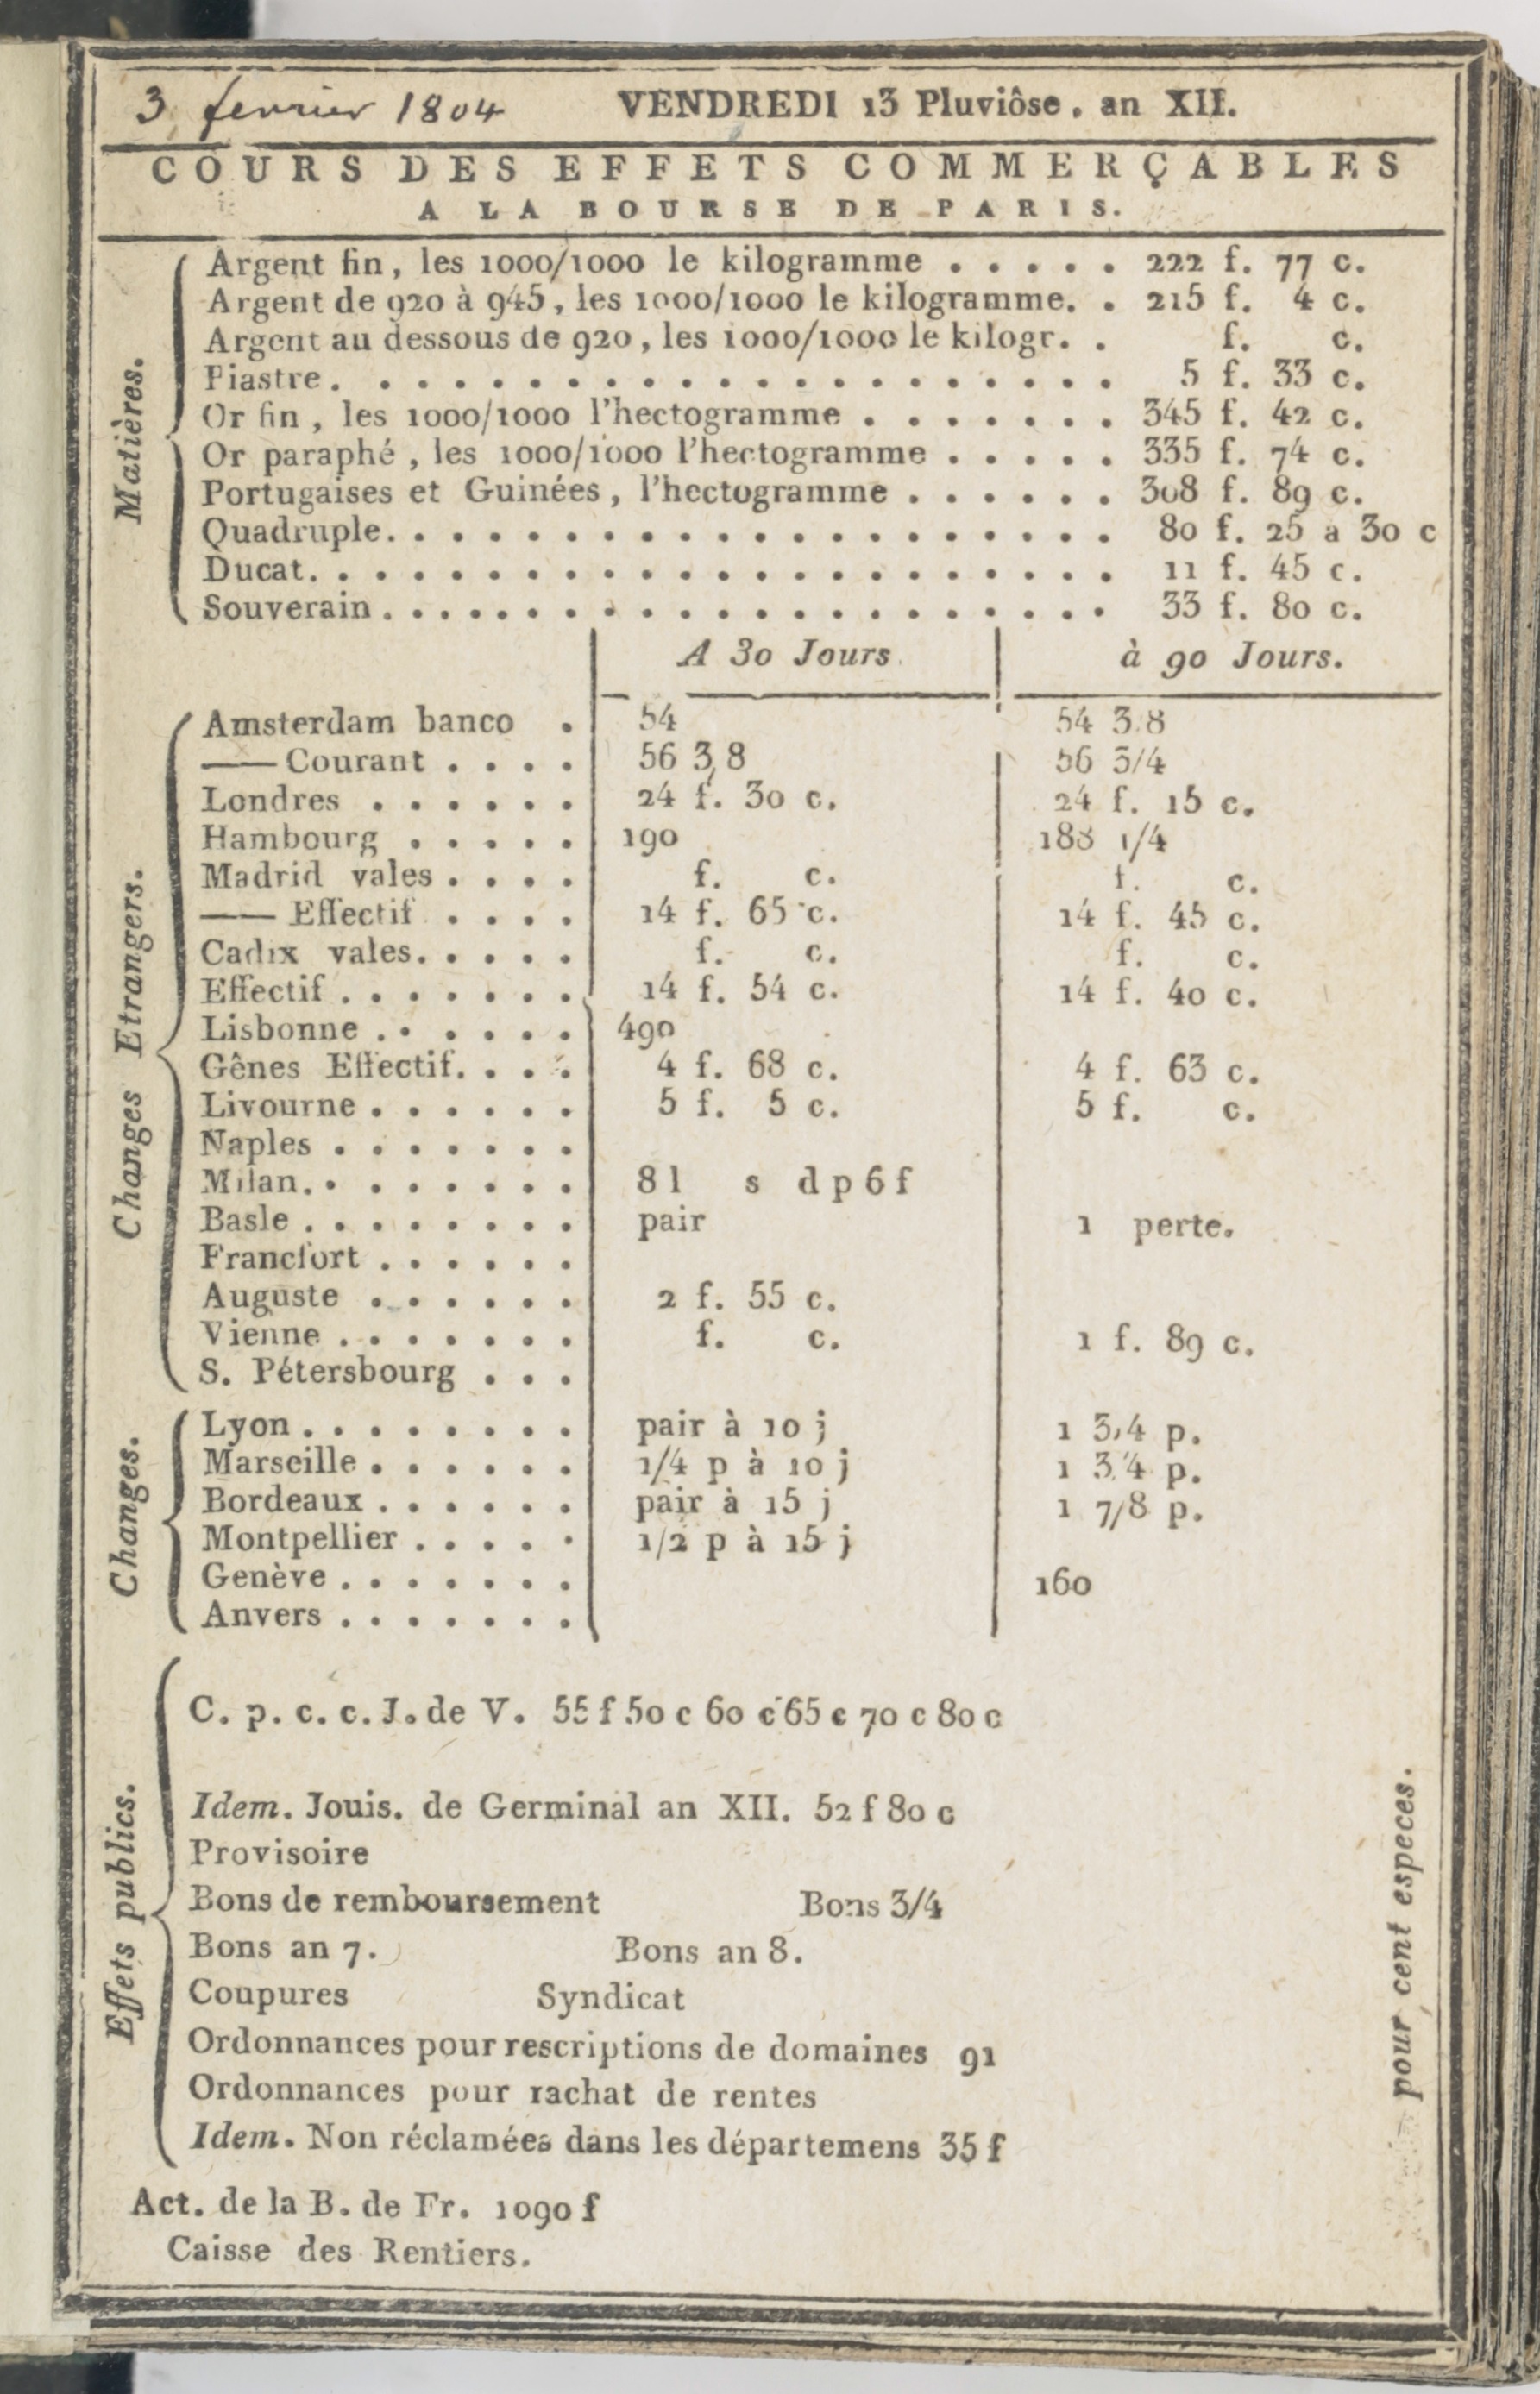 3 fevrier 1804 VENDREDI 13 Pluviôse, an XII.
COURS DES EFFETS COMMERÇABLES
A LA BOURSE DE PARIS.
Matières.
Argent fin, les 1000/1000 le kilogramme . . . . . 222 f. 77 c.
Argent de 920 à 945, les 1000/1000 le kilogramme. . 215 f. 4 c.
Argent au dessous de 920, les 1000/1000 le kilogr. . f. c.
Piastre. . . . . . . . . . . . . . . . . . . . . 5 f. 33 c.
Or fin, les 1000/1000 l'hectogramme . . . . . . . 345 f. 42 c.
Or paraphé, les 1000/1000 l'hectogramme . . . . . 335 f. 74 c.
Portugaises et Guinées, l'hectogramme . . . . . . 308 f. 89 c.
Quadruple. . . . . . . . . . . . . . . . . . . . 80 f. 25 a 30 c
Ducat. . . . . . . . . . . . . . . . . . . . . . 11 f. 45 c.
Souverain . . . . . . . . . . . . . . . . . . . . 33 f. 80 c.
A 30 Jours. à 90 Jours.
Changes Etrangers.
Amsterdam banco . 54 54 3/8
—— Courant . . . . 56 3/8 56 3/4
Londres . . . . . . 24 f. 30 c. 24 f. 15 c.
Hambourg . . . . . 190 188 1/4
Madrid vales . . . . f. c. f. c.
—— Effectif . . . . 14 f. 65 c. 14 f. 45 c.
Cadix vales. . . . . f. c. f. c.
Effectif . . . . . . . 14 f. 54 c. 14 f. 40 c.
Lisbonne . . . . . . 490
Gênes Effectif. . . . 4 f. 68 c. 4 f. 63 c.
Livourne . . . . . . 5 f. 5 c. 5 f. c.
Naples . . . . . . .
Milan. . . . . . . . 8 l s d p 6 f
Basle . . . . . . . . pair 1 perte.
Francfort . . . . . .
Auguste . . . . . . 2 f. 55 c.
Vienne . . . . . . . f. c. 1 f. 89 c.
S. Pétersbourg . . .
Changes.
Lyon . . . . . . . . pair à 10 j 1 3/4 p.
Marseille . . . . . . 1/4 p à 10 j 1 3/4 p.
Bordeaux . . . . . . pair à 15 j 1 7/8 p.
Montpellier . . . . . 1/2 p à 15 j
Genève . . . . . . . 160
Anvers . . . . . . .
Effets publics.
C. p. c. c. J. de V. 55 f 50 c 60 c 65 c 70 c 80 c
Idem. Jouis. de Germinal an XII. 52 f 80 c
Provisoire
Bons de remboursement Bons 3/4
Bons an 7. Bons an 8.
Coupures Syndicat
Ordonnances pour rescriptions de domaines 91
Ordonnances pour rachat de rentes
Idem. Non réclamées dans les départemens 35 f
pour cent especes.
Act. de la B. de Fr. 1090 f
Caisse des Rentiers.